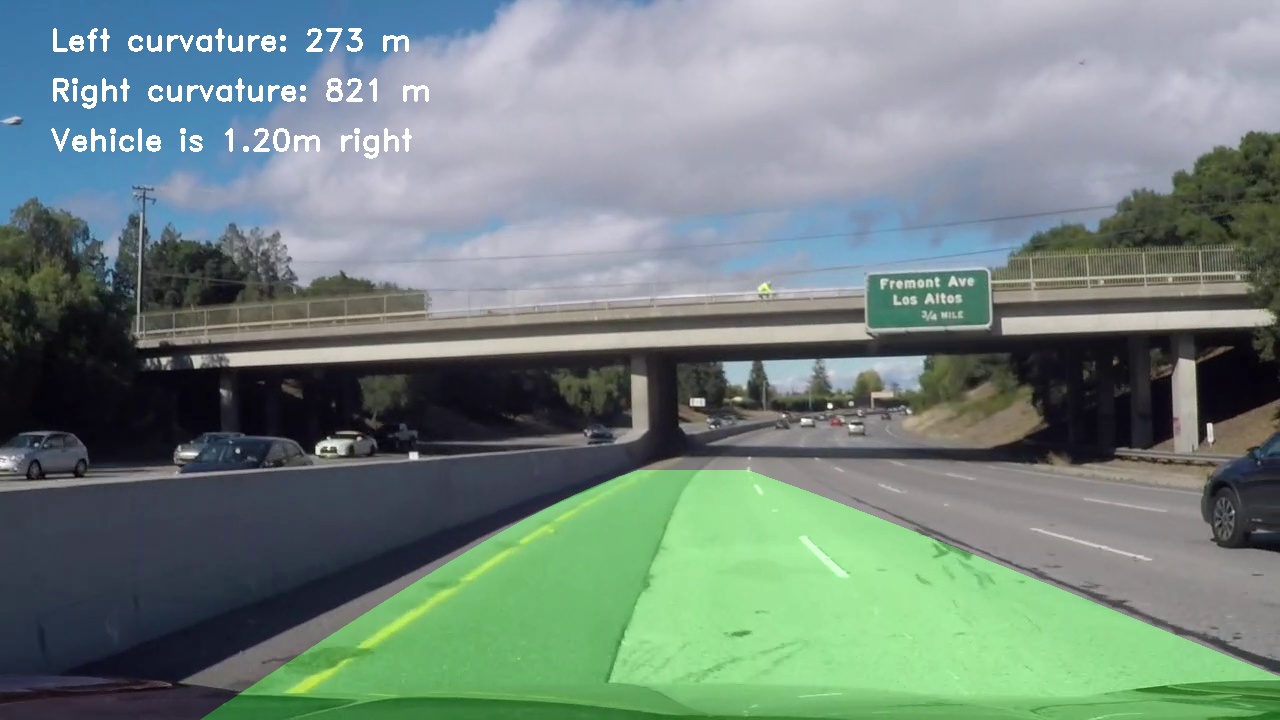 Left curvature: 273 m
Right curvature: 821 m
Vehicle is 1.20m right
Fremont Ave
Los Altos
3/4 MILE